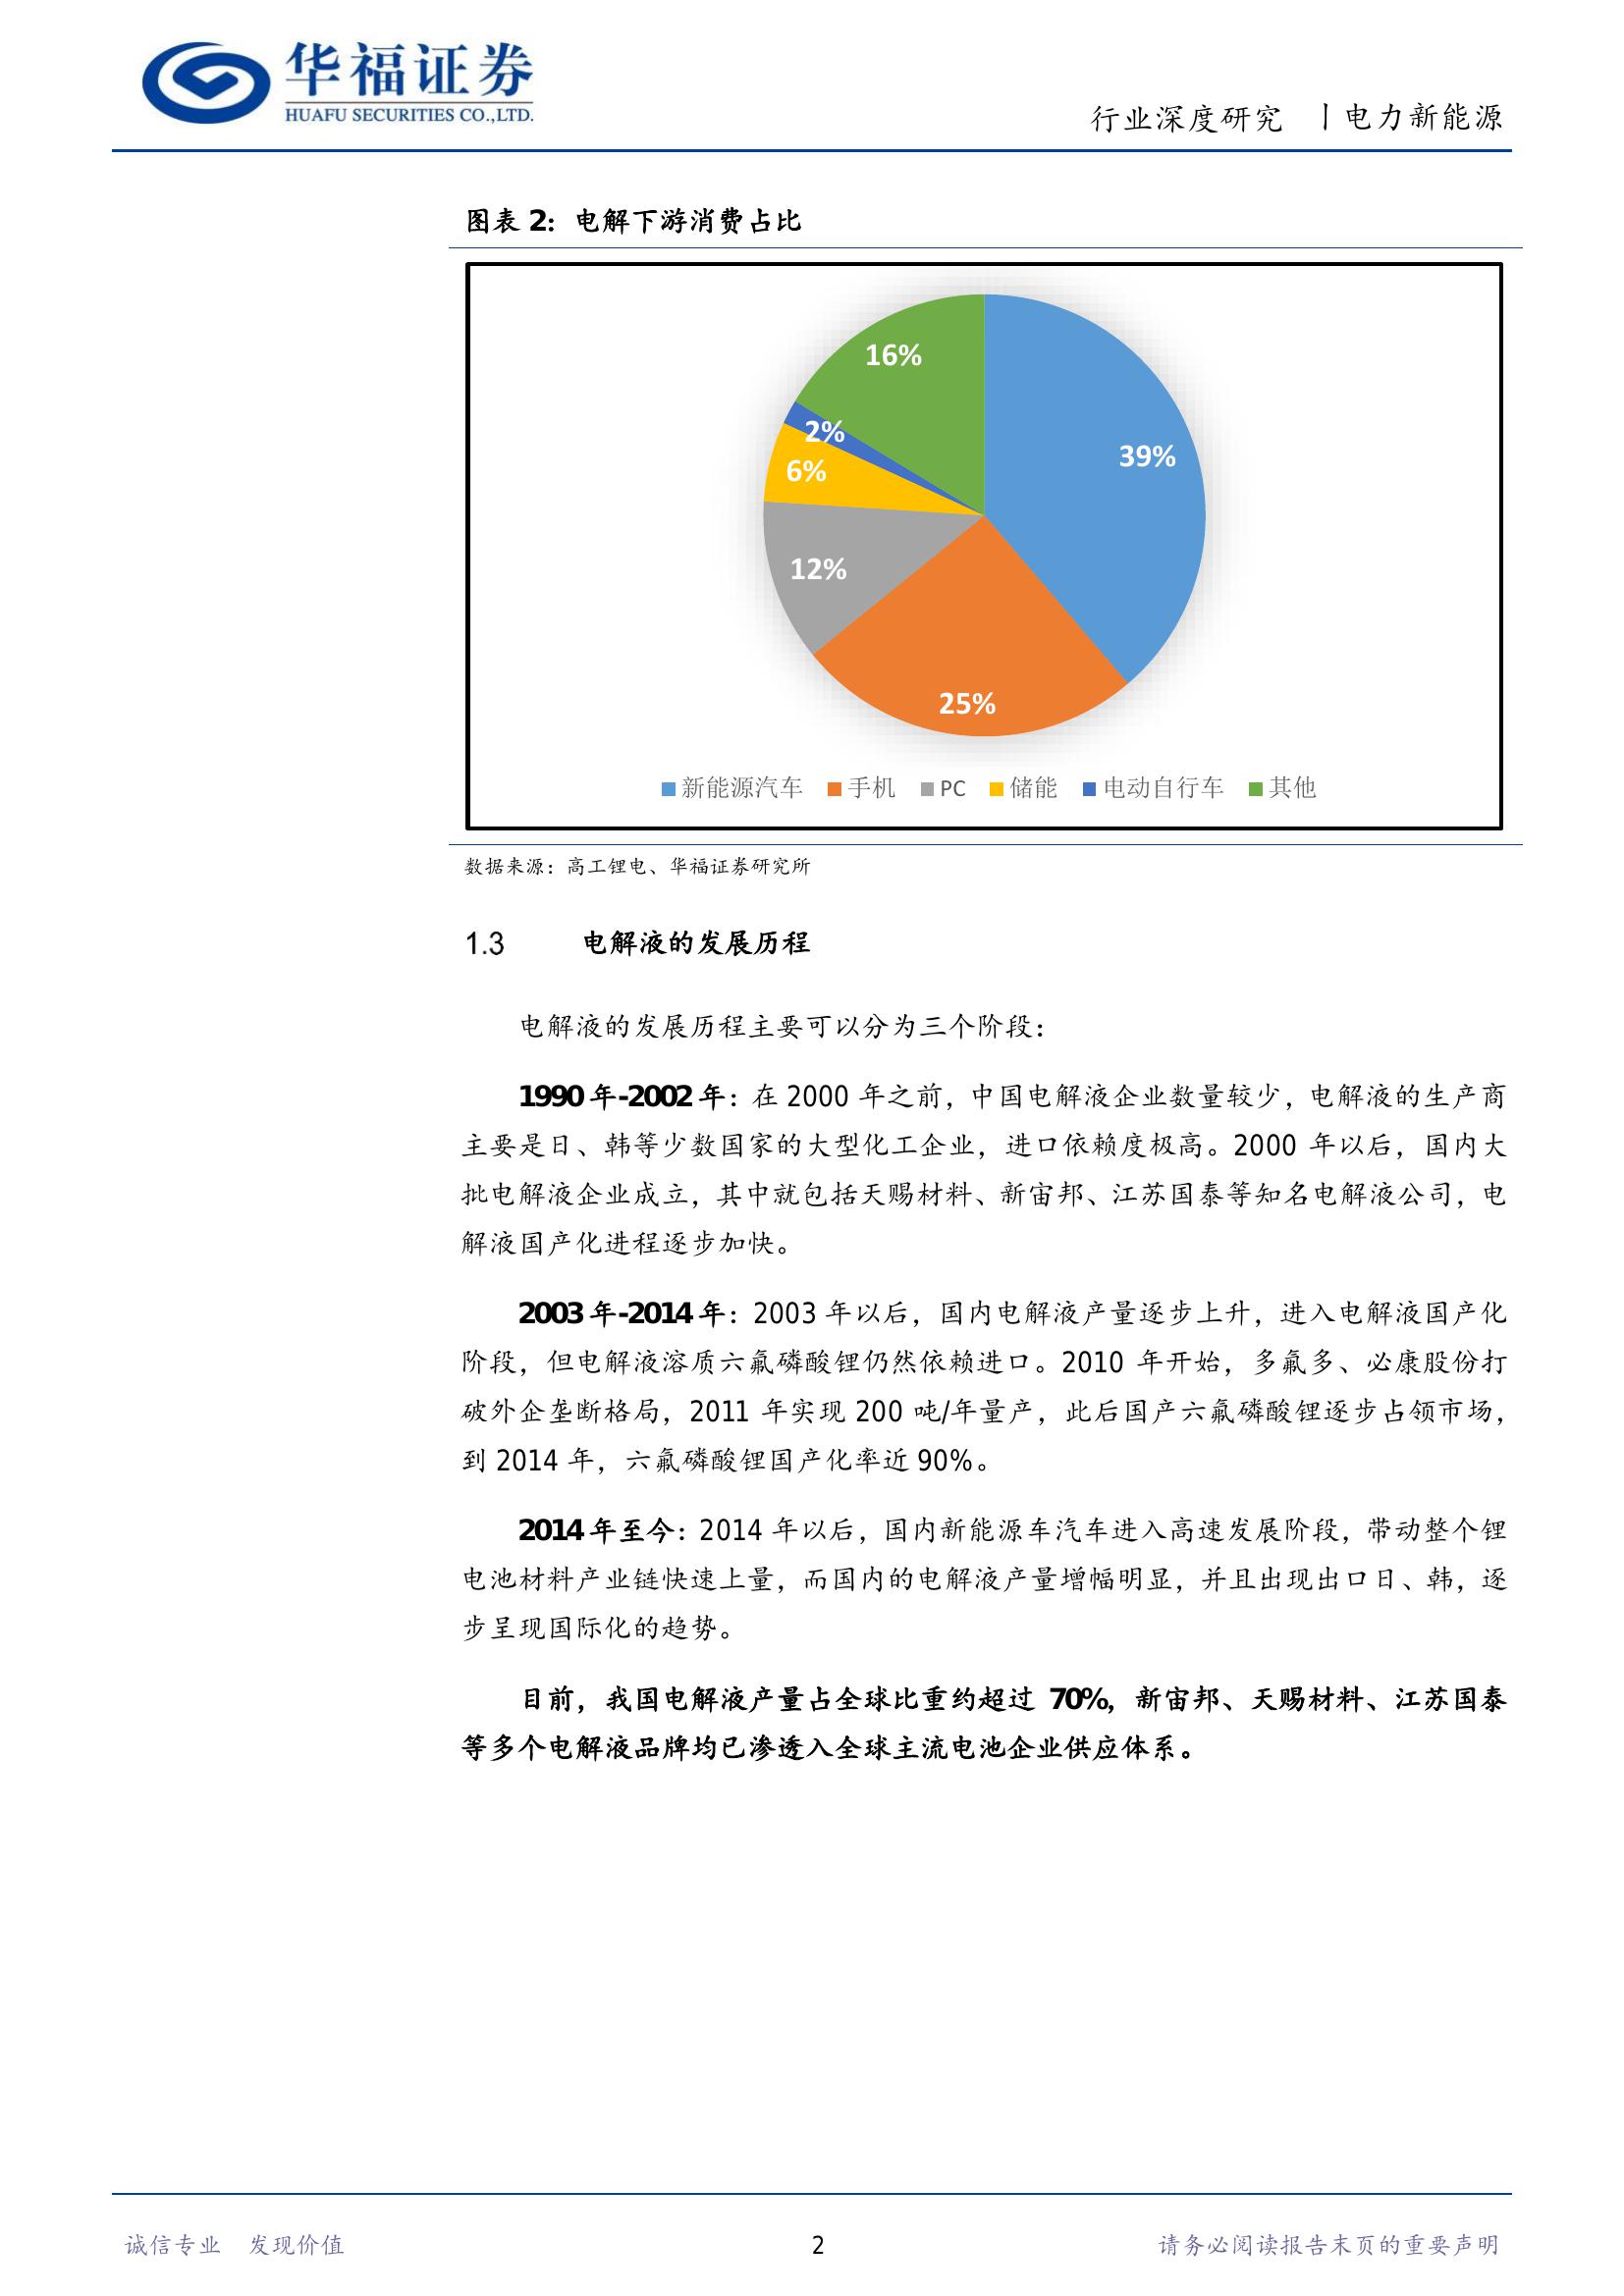 华福证券
HUAFU SECURITIES CO.,LTD.
行业深度研究 丨电力新能源
图表 2：电解下游消费占比
16%
39%
2%
6%
12%
25%
新能源汽车 手机 PC 储能 电动自行车 其他
数据来源：高工锂电、华福证券研究所
1.3 电解液的发展历程
电解液的发展历程主要可以分为三个阶段：
1990 年-2002 年：在 2000 年之前，中国电解液企业数量较少，电解液的生产商
主要是日、韩等少数国家的大型化工企业，进口依赖度极高。2000 年以后，国内大
批电解液企业成立，其中就包括天赐材料、新宙邦、江苏国泰等知名电解液公司，电
解液国产化进程逐步加快。
2003 年-2014 年：2003 年以后，国内电解液产量逐步上升，进入电解液国产化
阶段，但电解液溶质六氟磷酸锂仍然依赖进口。2010 年开始，多氟多、必康股份打
破外企垄断格局，2011 年实现 200 吨/年量产，此后国产六氟磷酸锂逐步占领市场，
到 2014 年，六氟磷酸锂国产化率近 90%。
2014 年至今：2014 年以后，国内新能源车汽车进入高速发展阶段，带动整个锂
电池材料产业链快速上量，而国内的电解液产量增幅明显，并且出现出口日、韩，逐
步呈现国际化的趋势。
目前，我国电解液产量占全球比重约超过 70%，新宙邦、天赐材料、江苏国泰
等多个电解液品牌均已渗透入全球主流电池企业供应体系。
诚信专业 发现价值 2 请务必阅读报告末页的重要声明